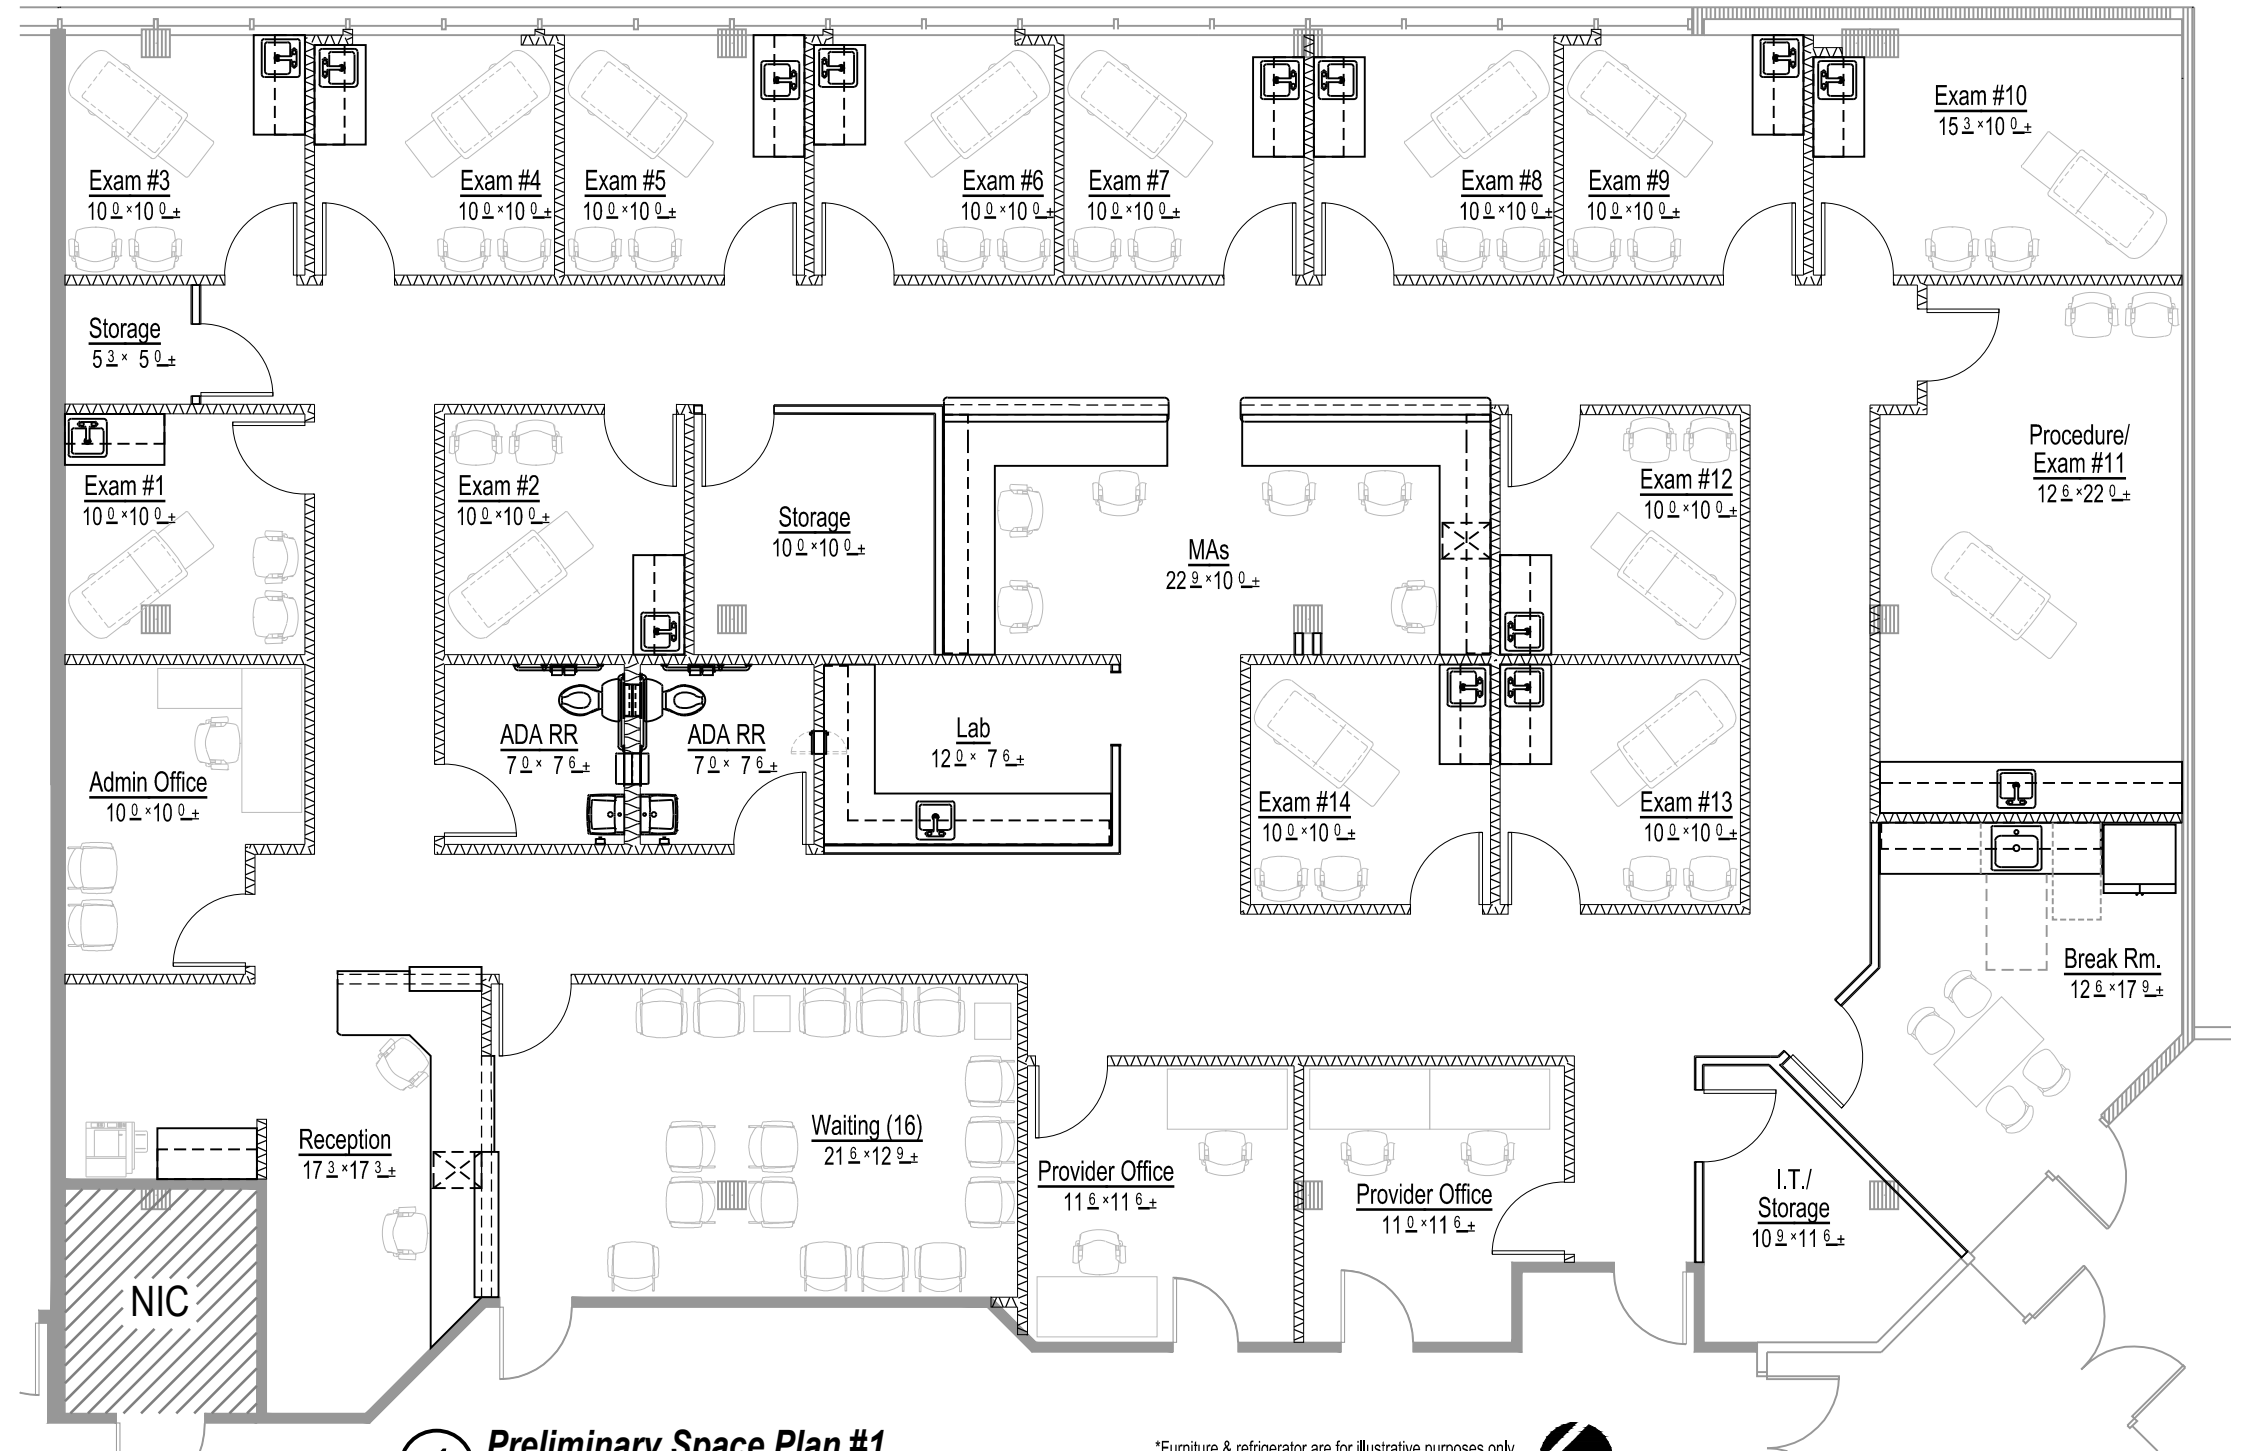 Exam #3
10 0 x 10 0 ±
Exam #4
10 0 x 10 0 ±
Exam #5
10 0 x 10 0 ±
Exam #6
10 0 x 10 0 ±
Exam #7
10 0 x 10 0 ±
Exam #8
10 0 x 10 0 ±
Exam #9
10 0 x 10 0 ±
Exam #10
15 3 x 10 0 ±
Storage
5 3 x 5 0 ±
Exam #1
10 0 x 10 0 ±
Exam #2
10 0 x 10 0 ±
Storage
10 0 x 10 0 ±
MAs
22 9 x 10 0 ±
Exam #12
10 0 x 10 0 ±
Procedure/
Exam #11
12 6 x 22 0 ±
Admin Office
10 0 x 10 0 ±
ADA RR
7 0 x 7 6 ±
ADA RR
7 0 x 7 6 ±
Lab
12 0 x 7 6 ±
Exam #14
10 0 x 10 0 ±
Exam #13
10 0 x 10 0 ±
Break Rm.
12 6 x 17 9 ±
Reception
17 3 x 17 3 ±
Waiting (16)
21 6 x 12 9 ±
Provider Office
11 6 x 11 6 ±
Provider Office
11 0 x 11 6 ±
I.T./
Storage
10 9 x 11 6 ±
NIC
Preliminary Space Plan #1
*Furniture & refrigerator are for illustrative purposes only